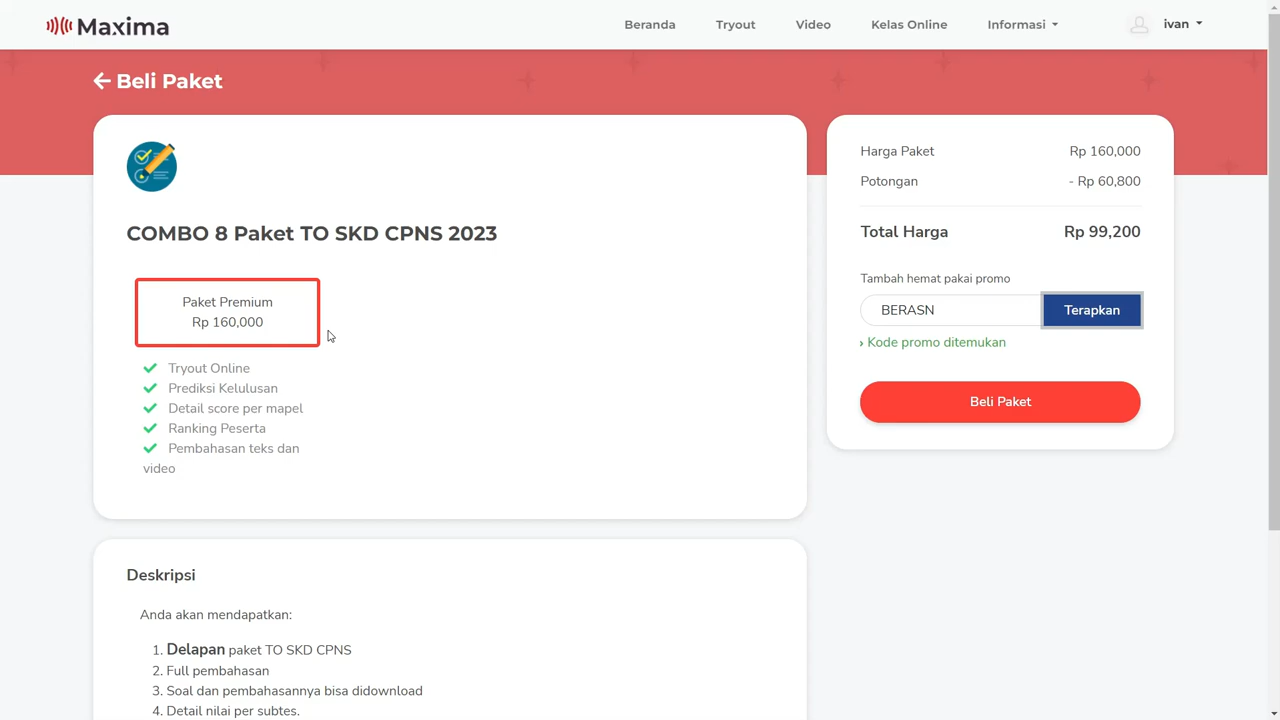 Maxima
Beranda
Tryout
Video
Kelas Online
Informasi
ivan
Beli Paket
COMBO 8 Paket TO SKD CPNS 2023
Paket Premium
Rp 160,000
Tryout Online
Prediksi Kelulusan
Detail score per mapel
Ranking Peserta
Pembahasan teks dan
video
Harga Paket Rp 160,000
Potongan - Rp 60,800
Total Harga Rp 99,200
Tambah hemat pakai promo
BERASN
Terapkan
› Kode promo ditemukan
Beli Paket
Deskripsi
Anda akan mendapatkan:
1. Delapan paket TO SKD CPNS
2. Full pembahasan
3. Soal dan pembahasannya bisa didownload
4. Detail nilai per subtes.